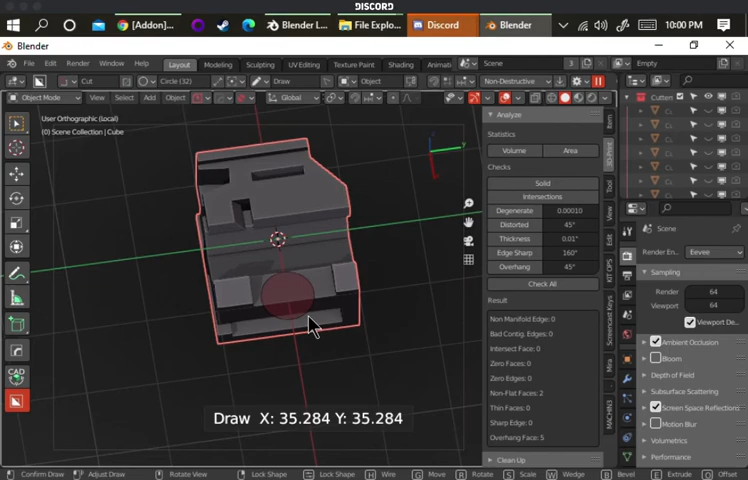 DISCORD
[Addon]...
Blender L...
File Explo...
Discord
Blender
10:00 PM
Blender
File Edit Render Window Help Layout Modeling Sculpting UV Editing Texture Paint Shading Animati Scene 3 Empty
Cut Circle (32) Draw Object Non-Destructive
Object Mode View Select Add Object Global
User Orthographic (Local)
(0) Scene Collection | Cube
Analyze
Statistics
Volume Area
Checks
Solid
Intersections
Degenerate 0.00010
Distorted 45°
Thickness 0.01"
Edge Sharp 160°
Overhang 45°
Check All
Result
Non Manifold Edge: 0
Bad Contig. Edges: 0
Intersect Face: 0
Zero Faces: 0
Zero Edges: 0
Non-Flat Faces: 2
Thin Faces: 0
Sharp Edge: 0
Overhang Face: 5
Clean Up
Item
3D-Print
Tool
View
Edit
KIT OPS
Screencast Keys
Mira
MACHIN3
Cuttern
Scene
Render En... Eevee
Sampling
Render 64
Viewport 64
Viewport De...
Ambient Occlusion
Bloom
Depth of Field
Subsurface Scattering
Screen Space Reflections
Motion Blur
Volumetrics
Performance
CAD
Draw X: 35.284 Y: 35.284
Confirm Draw Adjust Draw Rotate View Lock Shape Lock Shape H Wire G Move R Rotate S Scale W Wedge B Bevel E Extrude O Offset